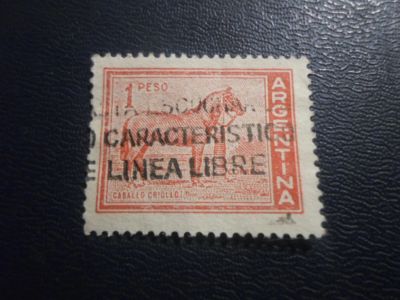 1 PESO
ARGENTINA
CARACTERISTIC
LINEA LIBRE
CABALLO CRIOLLO